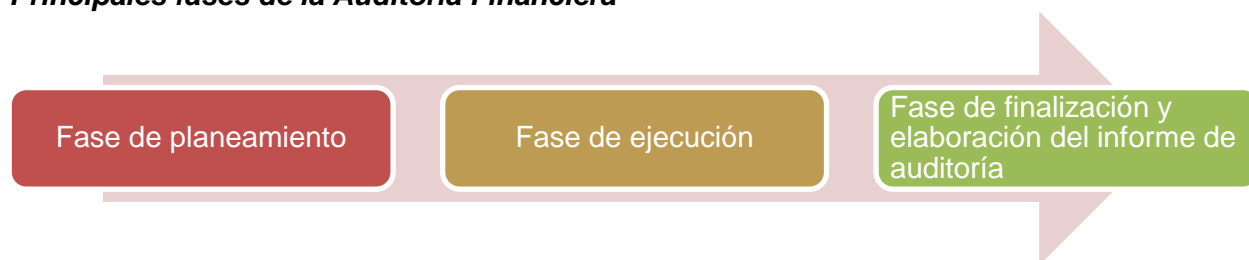 Principales fases de la Auditoría Financiera
Fase de planeamiento
Fase de ejecución
Fase de finalización y
elaboración del informe de
auditoría